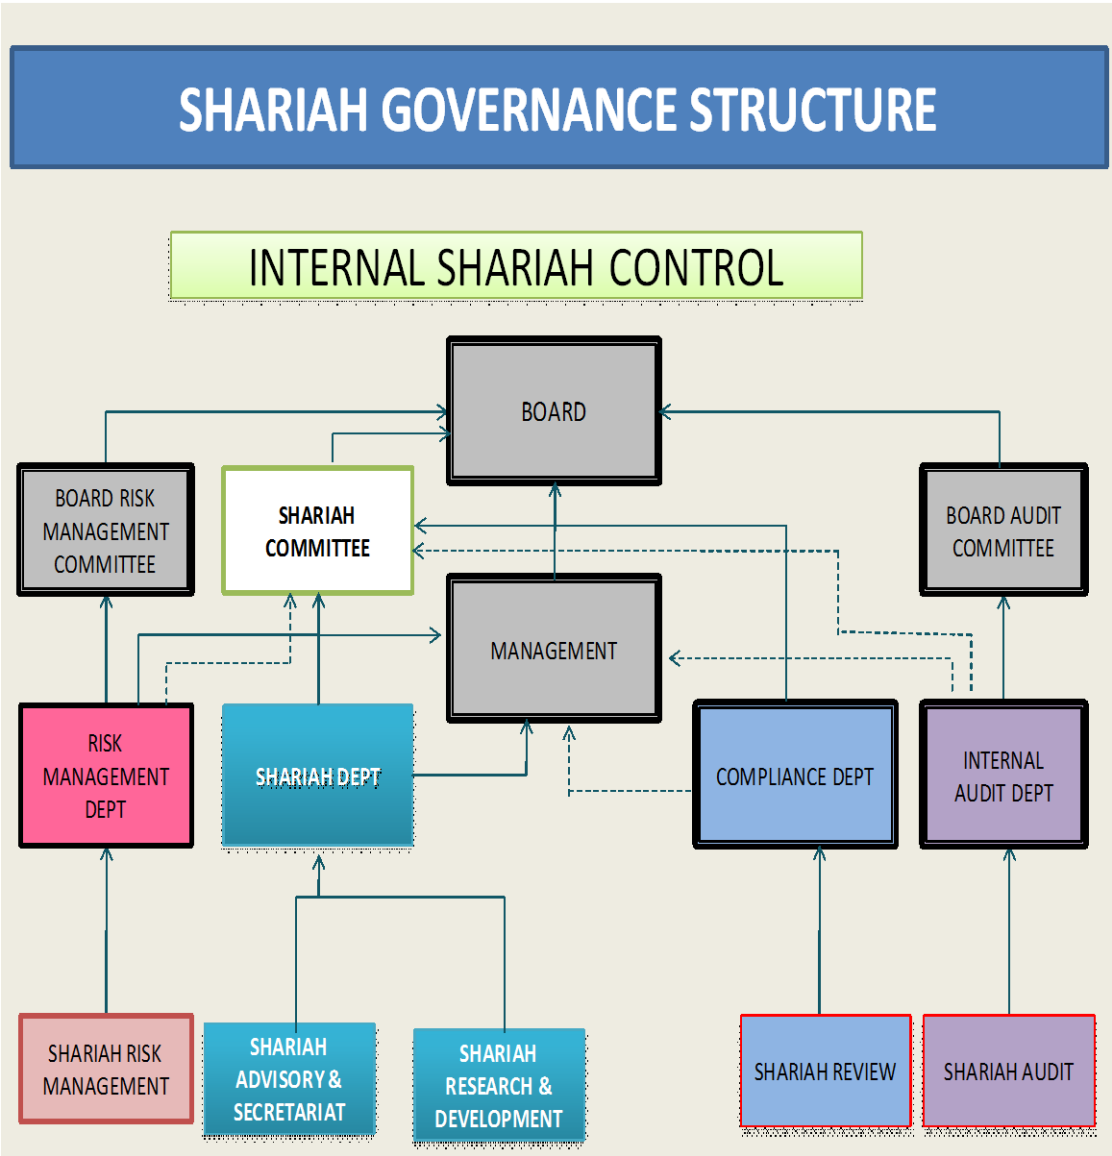 SHARIAH GOVERNANCE STRUCTURE
INTERNAL SHARIAH CONTROL
BOARD
BOARD RISK
MANAGEMENT
COMMITTEE
SHARIAH
COMMITTEE
BOARD AUDIT
COMMITTEE
MANAGEMENT
RISK
MANAGEMENT
DEPT
SHARIAH DEPT
COMPLIANCE DEPT
INTERNAL
AUDIT DEPT
SHARIAH RISK
MANAGEMENT
SHARIAH
ADVISORY &
SECRETARIAT
SHARIAH
RESEARCH &
DEVELOPMENT
SHARIAH REVIEW
SHARIAH AUDIT